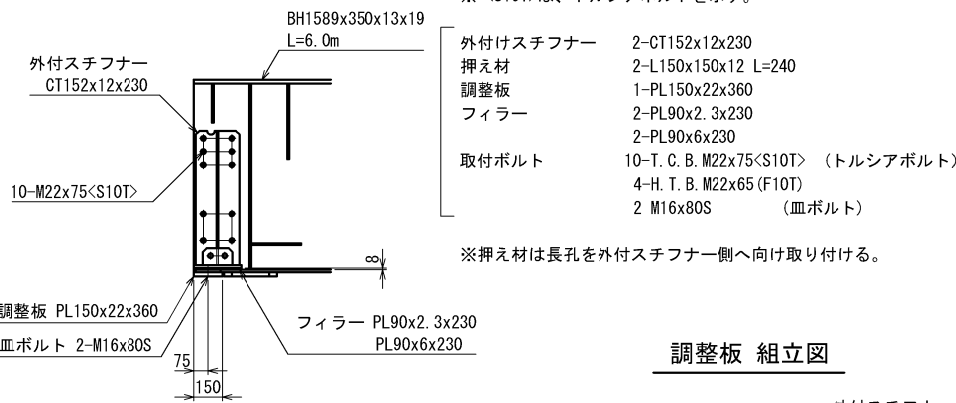 BH1589x350x13x19
L=6.0m
外付スチフナー
CT152x12x230
10-M22x75<S10T>
調整板 PL150x22x360
皿ボルト 2-M16x80S
75
150
8
フィラー PL90x2.3x230
PL90x6x230
外付けスチフナー 2-CT152x12x230
押え材 2-L150x150x12 L=240
調整板 1-PL150x22x360
フィラー 2-PL90x2.3x230
2-PL90x6x230
取付ボルト 10-T.C.B.M22x75<S10T> (トルシアボルト)
4-H.T.B.M22x65(F10T)
2 M16x80S (皿ボルト)
※押え材は長孔を外付スチフナー側へ向け取り付ける。
調整板 組立図